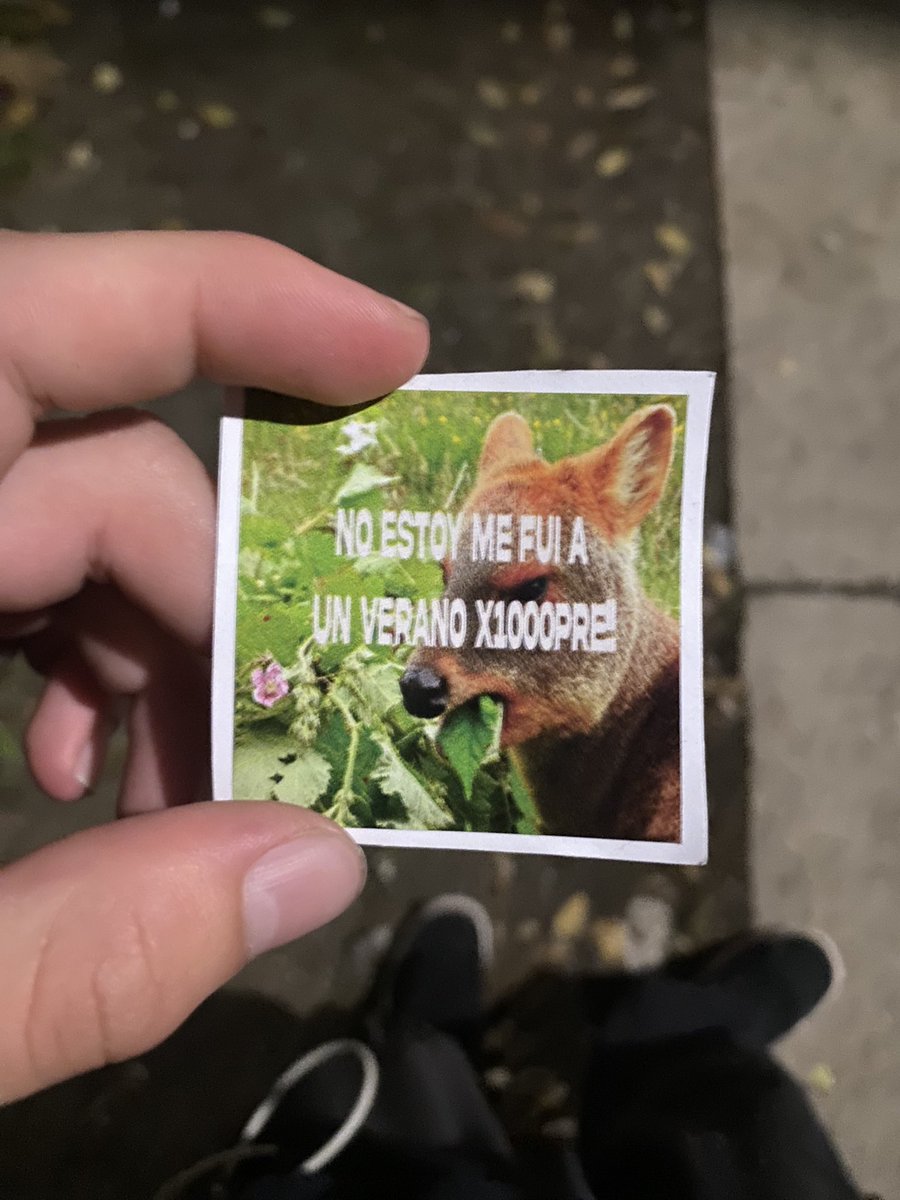 NO ESTOY ME FUI A
UN VERANO X1000PRE!